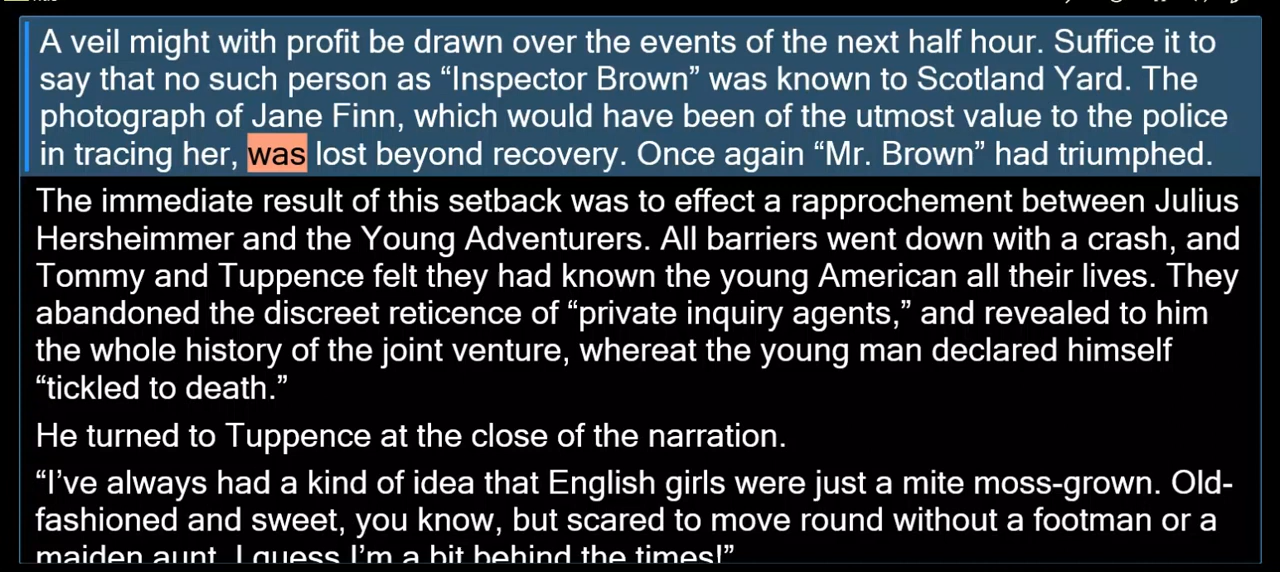 A veil might with profit be drawn over the events of the next half hour. Suffice it to
say that no such person as “Inspector Brown” was known to Scotland Yard. The
photograph of Jane Finn, which would have been of the utmost value to the police
in tracing her, was lost beyond recovery. Once again “Mr. Brown” had triumphed.
The immediate result of this setback was to effect a rapprochement between Julius
Hersheimmer and the Young Adventurers. All barriers went down with a crash, and
Tommy and Tuppence felt they had known the young American all their lives. They
abandoned the discreet reticence of “private inquiry agents,” and revealed to him
the whole history of the joint venture, whereat the young man declared himself
“tickled to death.”
He turned to Tuppence at the close of the narration.
“I’ve always had a kind of idea that English girls were just a mite moss-grown. Old-
fashioned and sweet, you know, but scared to move round without a footman or a
maiden aunt. I guess I’m a bit behind the times!”